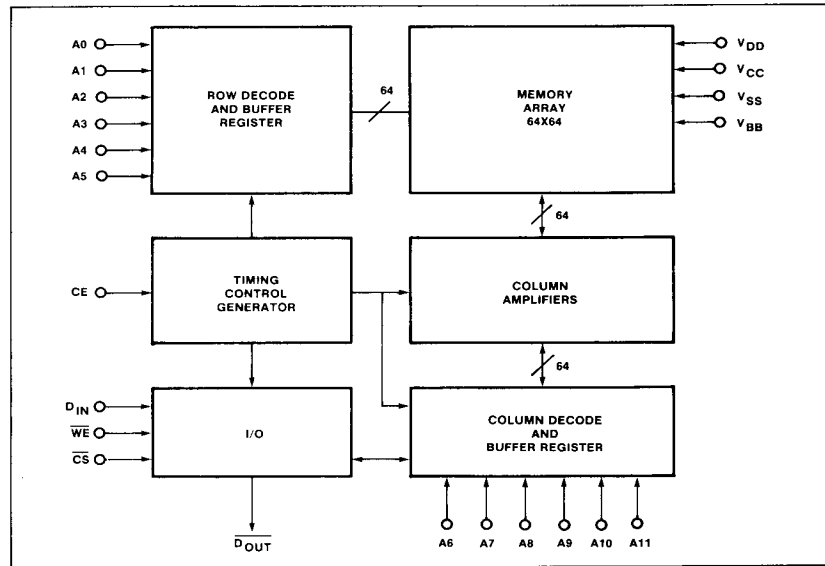 A0
A1
A2
A3
A4
A5
ROW DECODE
AND BUFFER
REGISTER
64
MEMORY
ARRAY
64X64
VDD
VCC
VSS
VBB
64
CE
TIMING
CONTROL
GENERATOR
COLUMN
AMPLIFIERS
64
DIN
WE
CS
I/O
COLUMN DECODE
AND
BUFFER REGISTER
DOUT
A6 A7 A8 A9 A10 A11